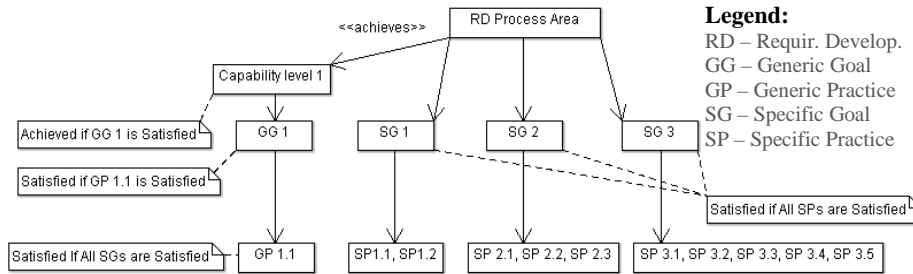 RD Process Area
<<achieves>>
Capability level 1
Achieved if GG 1 is Satisfied
GG 1
SG 1
SG 2
SG 3
Satisfied if GP 1.1 is Satisfied
Satisfied if All SPs are Satisfied
Satisfied If All SGs are Satisfied
GP 1.1
SP1.1, SP1.2
SP 2.1, SP 2.2, SP 2.3
SP 3.1, SP 3.2, SP 3.3, SP 3.4, SP 3.5
Legend:
RD – Requir. Develop.
GG – Generic Goal
GP – Generic Practice
SG – Specific Goal
SP – Specific Practice